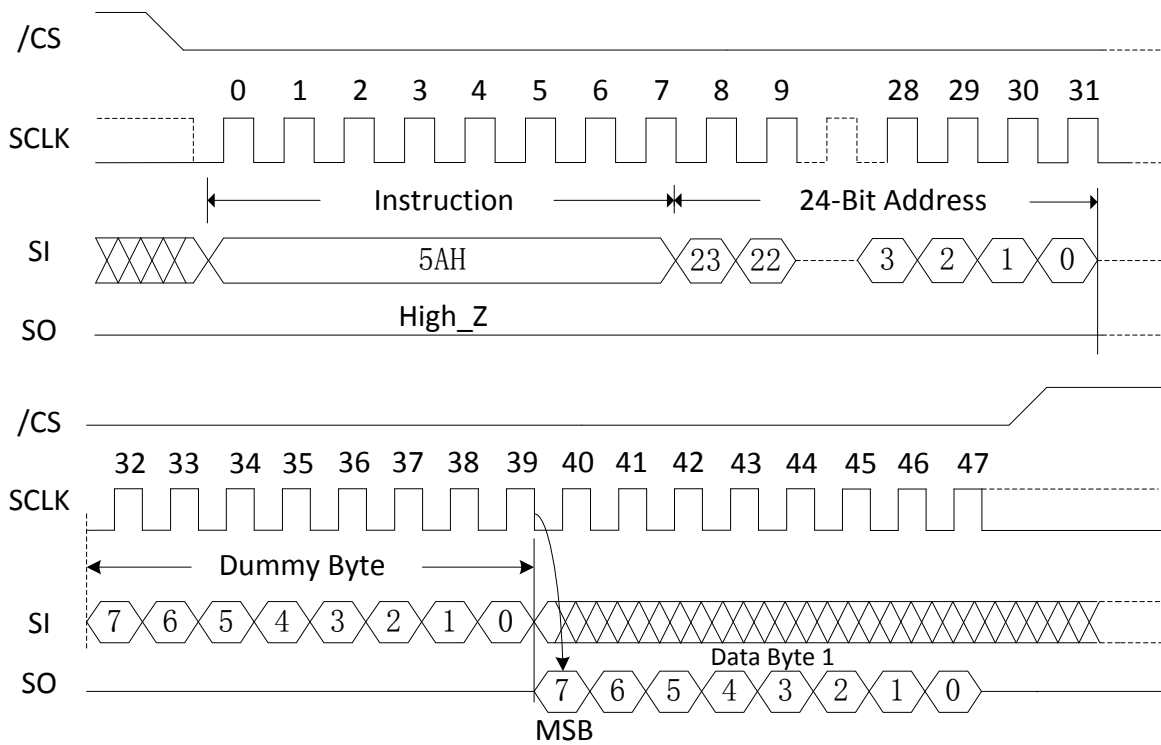 /CS
0 1 2 3 4 5 6 7 8 9 28 29 30 31
SCLK
Instruction 24-Bit Address
SI 5AH 23 22 3 2 1 0
High_Z
SO
/CS
32 33 34 35 36 37 38 39 40 41 42 43 44 45 46 47
SCLK
Dummy Byte
SI 7 6 5 4 3 2 1 0
Data Byte 1
SO 7 6 5 4 3 2 1 0
MSB